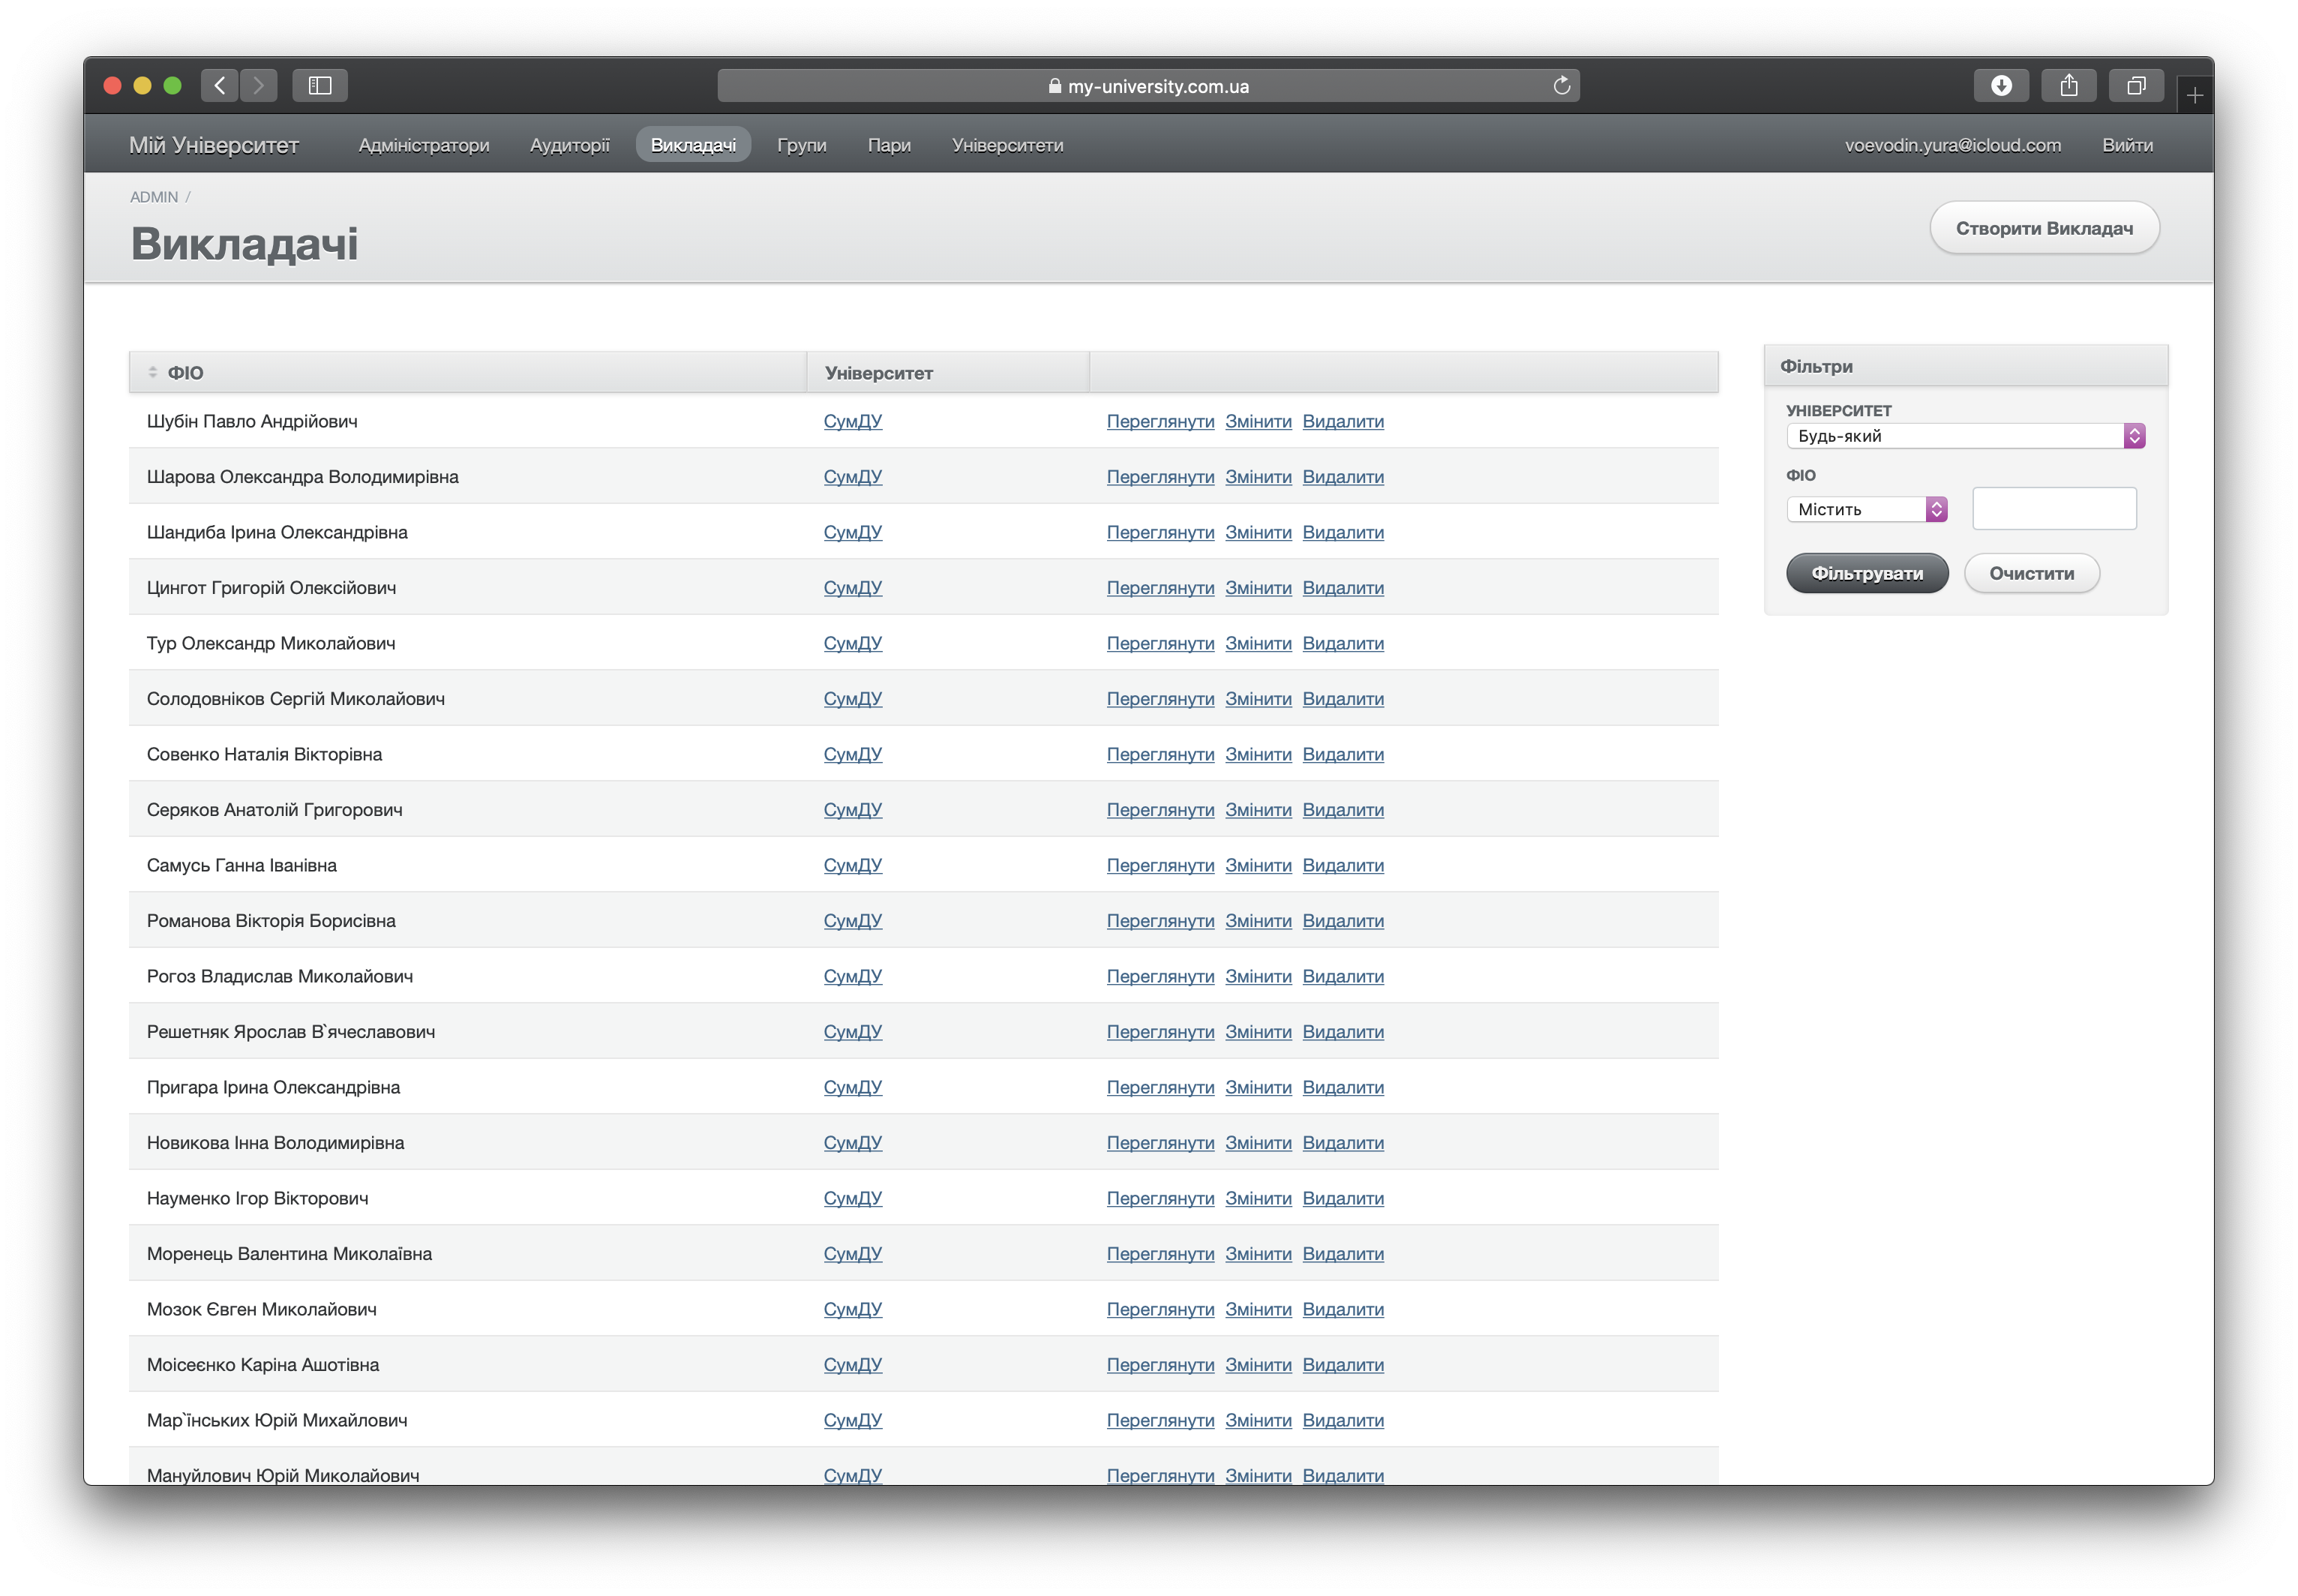 my-university.com.ua
Мій Університет Адміністратори Аудиторії Викладачі Групи Пари Університети voevodin.yura@icloud.com Вийти
ADMIN /
Викладачі
Створити Викладач
ФІО Університет
Шубін Павло Андрійович СумДУ Переглянути Змінити Видалити
Шарова Олександра Володимирівна СумДУ Переглянути Змінити Видалити
Шандиба Ірина Олександрівна СумДУ Переглянути Змінити Видалити
Цингот Григорій Олексійович СумДУ Переглянути Змінити Видалити
Тур Олександр Миколайович СумДУ Переглянути Змінити Видалити
Солодовніков Сергій Миколайович СумДУ Переглянути Змінити Видалити
Совенко Наталія Вікторівна СумДУ Переглянути Змінити Видалити
Серяков Анатолій Григорович СумДУ Переглянути Змінити Видалити
Самусь Ганна Іванівна СумДУ Переглянути Змінити Видалити
Романова Вікторія Борисівна СумДУ Переглянути Змінити Видалити
Рогоз Владислав Миколайович СумДУ Переглянути Змінити Видалити
Решетняк Ярослав В`ячеславович СумДУ Переглянути Змінити Видалити
Пригара Ірина Олександрівна СумДУ Переглянути Змінити Видалити
Новикова Інна Володимирівна СумДУ Переглянути Змінити Видалити
Науменко Ігор Вікторович СумДУ Переглянути Змінити Видалити
Моренець Валентина Миколаївна СумДУ Переглянути Змінити Видалити
Мозок Євген Миколайович СумДУ Переглянути Змінити Видалити
Моісеєнко Каріна Ашотівна СумДУ Переглянути Змінити Видалити
Мар`їнських Юрій Михайлович СумДУ Переглянути Змінити Видалити
Мануйлович Юрій Миколайович СумДУ Переглянути Змінити Видалити
Фільтри
УНІВЕРСИТЕТ
Будь-який
ФІО
Містить
Фільтрувати Очистити